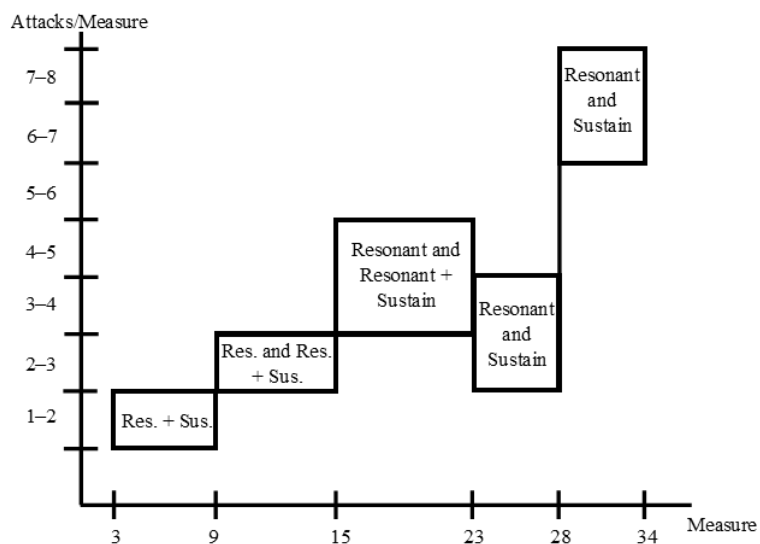 Attacks/Measure
7–8
Resonant
and
Sustain
6–7
5–6
4–5
Resonant and
Resonant +
Sustain
3–4
Resonant
and
Sustain
2–3
Res. and Res.
+ Sus.
1–2
Res. + Sus.
3
9
15
23
28
34
Measure